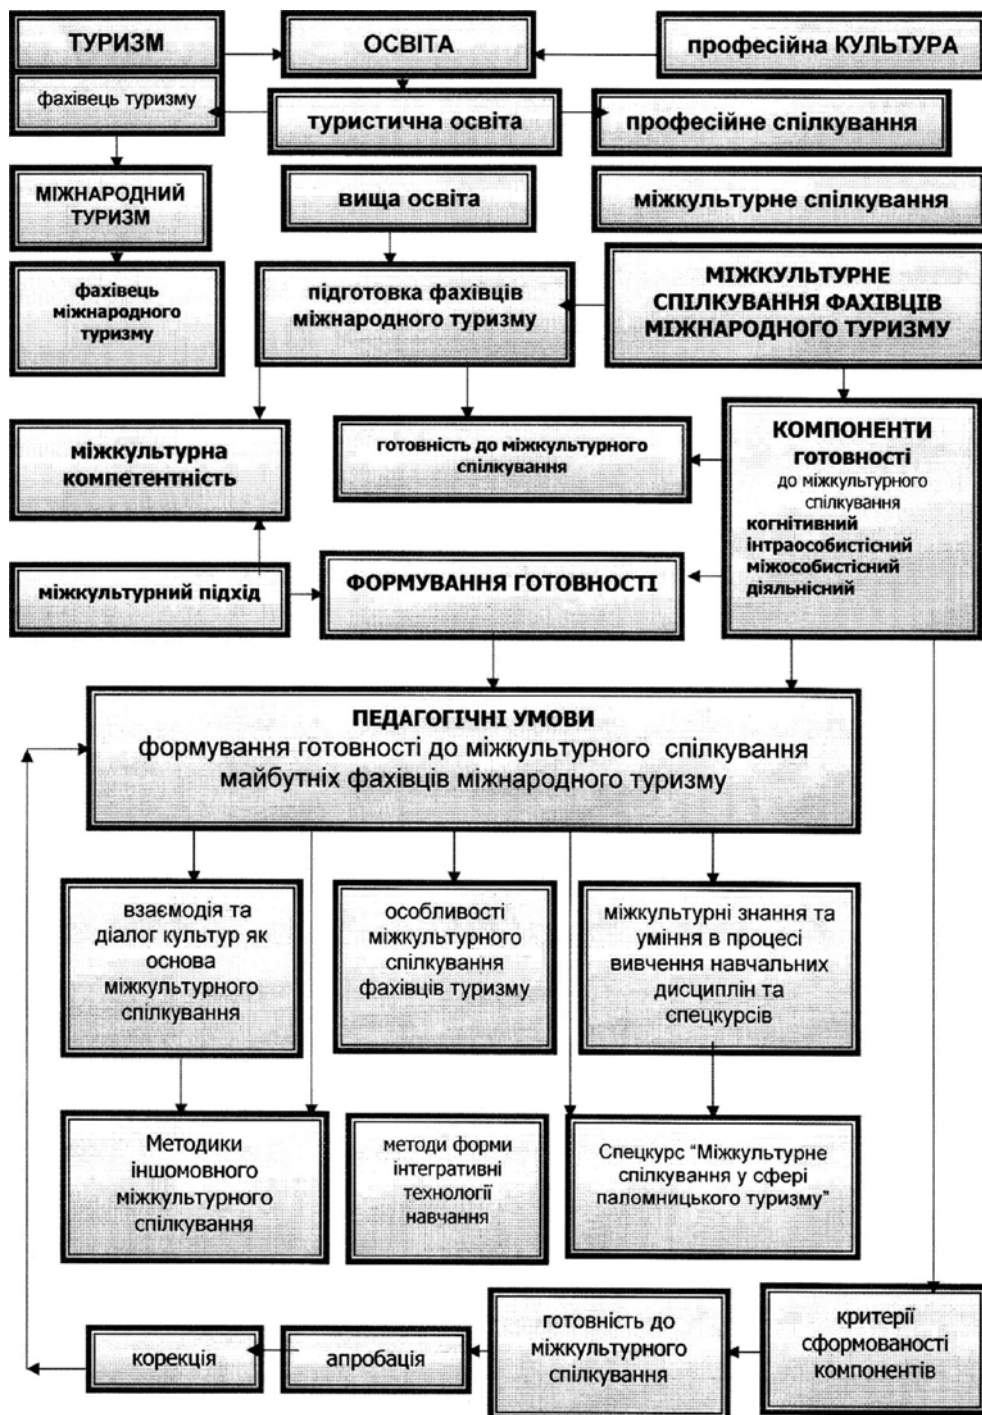 ТУРИЗМ
ОСВІТА
професійна КУЛЬТУРА
фахівець туризму
туристична освіта
професійне спілкування
МІЖНАРОДНИЙ
ТУРИЗМ
вища освіта
міжкультурне спілкування
фахівець
міжнародного
туризму
підготовка фахівців
міжнародного туризму
МІЖКУЛЬТУРНЕ
СПІЛКУВАННЯ ФАХІВЦІВ
МІЖНАРОДНОГО ТУРИЗМУ
міжкультурна
компетентність
готовність до міжкультурного
спілкування
КОМПОНЕНТИ
готовності
до міжкультурного
спілкування
когнітивний
інтраособистісний
міжособистісний
діяльнісний
міжкультурний підхід
ФОРМУВАННЯ ГОТОВНОСТІ
ПЕДАГОГІЧНІ УМОВИ
формування готовності до міжкультурного спілкування
майбутніх фахівців міжнародного туризму
взаємодія та
діалог культур як
основа
міжкультурного
спілкування
особливості
міжкультурного
спілкування
фахівців туризму
міжкультурні знання та
уміння в процесі
вивчення навчальних
дисциплін та
спецкурсів
Методики
іншомовного
міжкультурного
спілкування
методи форми
інтегративні
технології
навчання
Спецкурс “Міжкультурне
спілкування у сфері
паломницького туризму”
корекція
апробація
готовність до
міжкультурного
спілкування
критерії
сформованості
компонентів